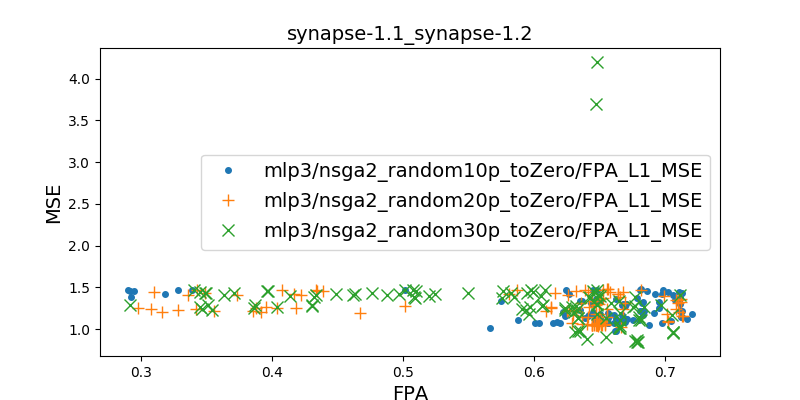 synapse-1.1_synapse-1.2
4.0
3.5
3.0
2.5
2.0
1.5
1.0
MSE
mlp3/nsga2_random10p_toZero/FPA_L1_MSE
mlp3/nsga2_random20p_toZero/FPA_L1_MSE
mlp3/nsga2_random30p_toZero/FPA_L1_MSE
0.3 0.4 0.5 0.6 0.7
FPA